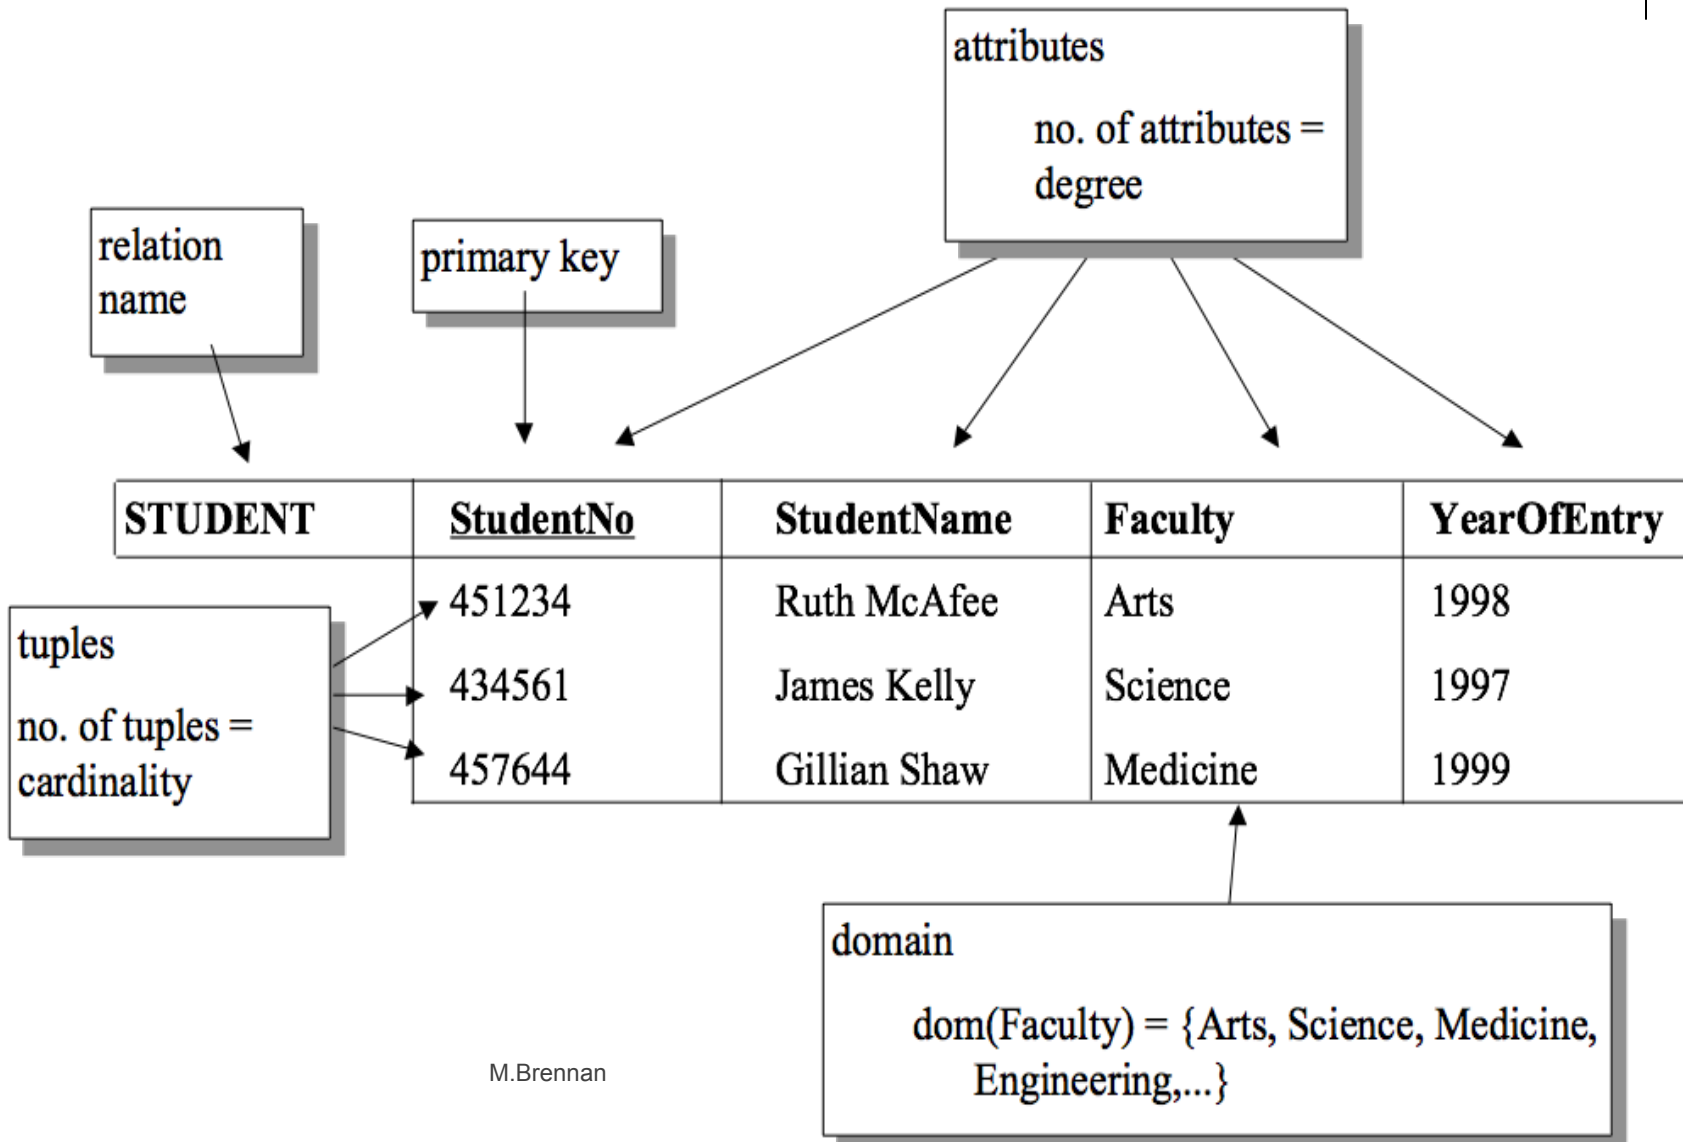 attributes
no. of attributes =
degree
relation
name
primary key
STUDENT StudentNo StudentName Faculty YearOfEntry
451234 Ruth McAfee Arts 1998
434561 James Kelly Science 1997
457644 Gillian Shaw Medicine 1999
tuples
no. of tuples =
cardinality
domain
dom(Faculty) = {Arts, Science, Medicine,
Engineering,...}
M.Brennan